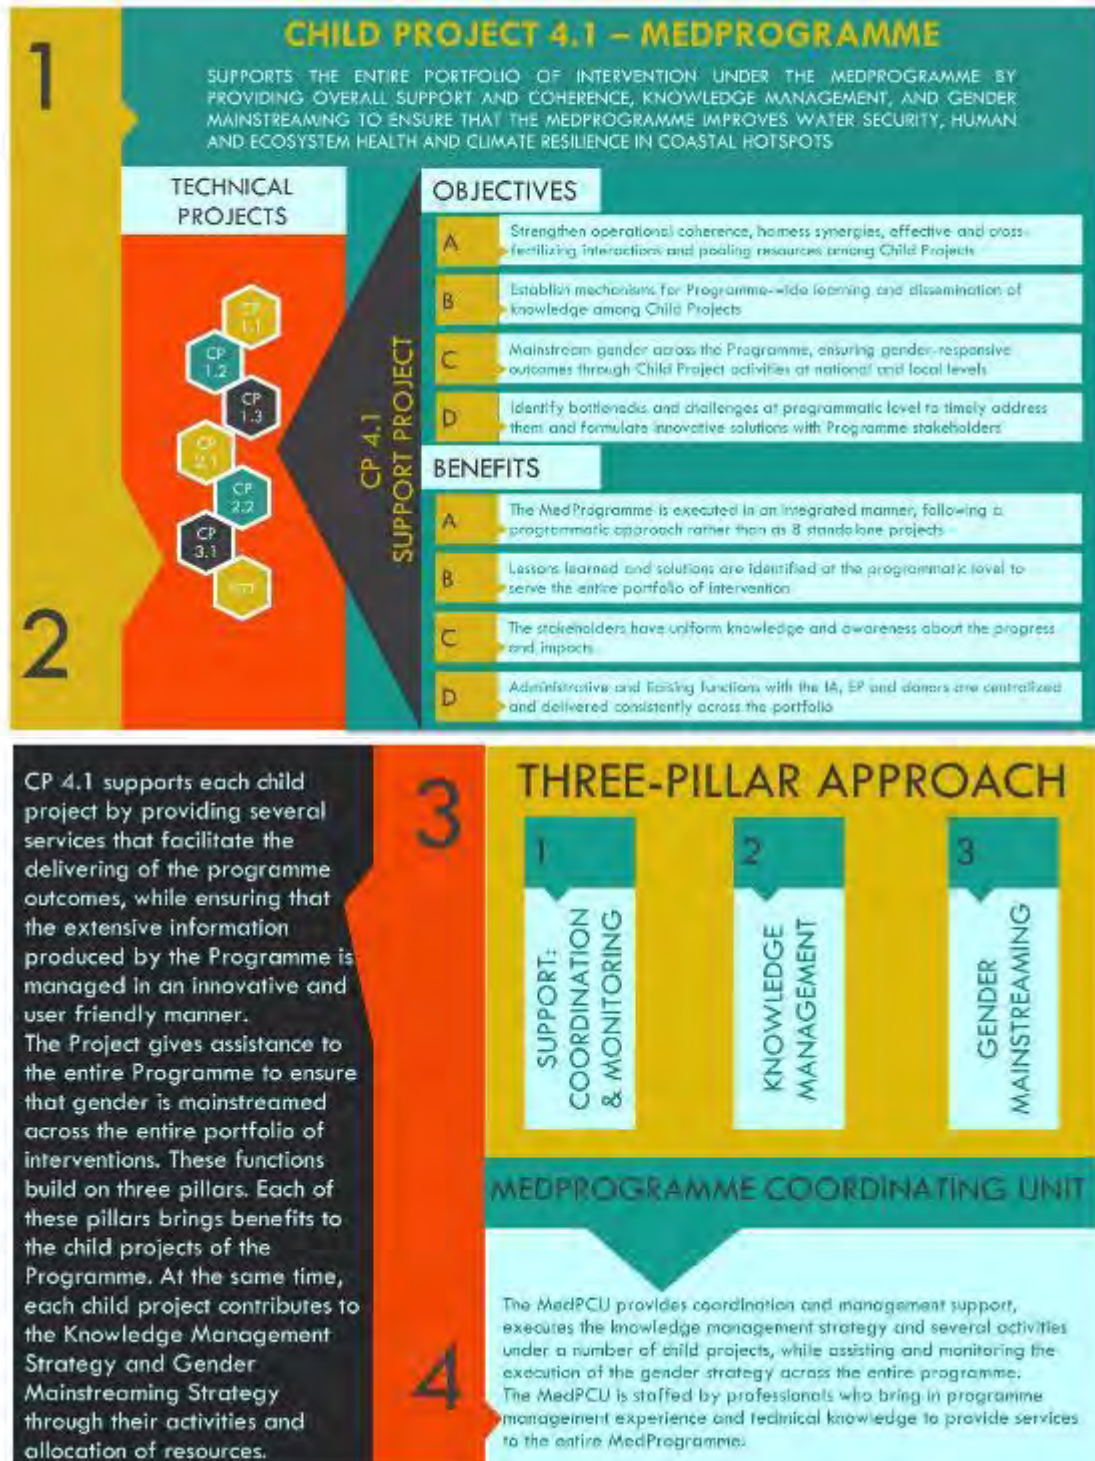 1
CHILD PROJECT 4.1 – MEDPROGRAMME
SUPPORTS THE ENTIRE PORTFOLIO OF INTERVENTION UNDER THE MEDPROGRAMME BY
PROVIDING OVERALL SUPPORT AND COHERENCE, KNOWLEDGE MANAGEMENT, AND GENDER
MAINSTREAMING TO ENSURE THAT THE MEDPROGRAMME IMPROVES WATER SECURITY, HUMAN
AND ECOSYSTEM HEALTH AND CLIMATE RESILIENCE IN COASTAL HOTSPOTS
2
TECHNICAL
PROJECTS
CP
1.1
CP
1.2
CP
1.3
CP
2.1
CP
2.2
CP
3.1
CP 4.1
SUPPORT PROJECT
OBJECTIVES
A
Strengthen operational coherence, harness synergies, effective and cross-
fertilizing interactions and pooling resources among Child Projects
B
Establish mechanisms for Programme-wide learning and dissemination of
knowledge among Child Projects
C
Mainstream gender across the Programme, ensuring gender-responsive
outcomes through Child Project activities at national and local levels
D
Identify bottlenecks and challenges at programmatic level to timely address
them and formulate innovative solutions with Programme stakeholders
BENEFITS
A
The MedProgramme is executed in an integrated manner, following a
programmatic approach rather than as 8 standalone projects
B
Lessons learned and solutions are identified at the programmatic level to
serve the entire portfolio of intervention
C
The stakeholders have uniform knowledge and awareness about the progress
and impacts
D
Administrative and liaising functions with the IA, EP and donors are centralized
and delivered consistently across the portfolio
CP 4.1 supports each child
project by providing several
services that facilitate the
delivering of the programme
outcomes, while ensuring that
the extensive information
produced by the Programme is
managed in an innovative and
user friendly manner.
The Project gives assistance to
the entire Programme to ensure
that gender is mainstreamed
across the entire portfolio of
interventions. These functions
build on three pillars. Each of
these pillars brings benefits to
the child projects of the
Programme. At the same time,
each child project contributes to
the Knowledge Management
Strategy and Gender
Mainstreaming Strategy
through their activities and
allocation of resources.
3
THREE-PILLAR APPROACH
1
SUPPORT:
COORDINATION
& MONITORING
2
KNOWLEDGE
MANAGEMENT
3
GENDER
MAINSTREAMING
4
MEDPROGRAMME COORDINATING UNIT
The MedPCU provides coordination and management support,
executes the knowledge management strategy and several activities
under a number of child projects, while assisting and monitoring the
execution of the gender strategy across the entire programme.
The MedPCU is staffed by professionals who bring in programme
management experience and technical knowledge to provide services
to the entire MedProgramme.